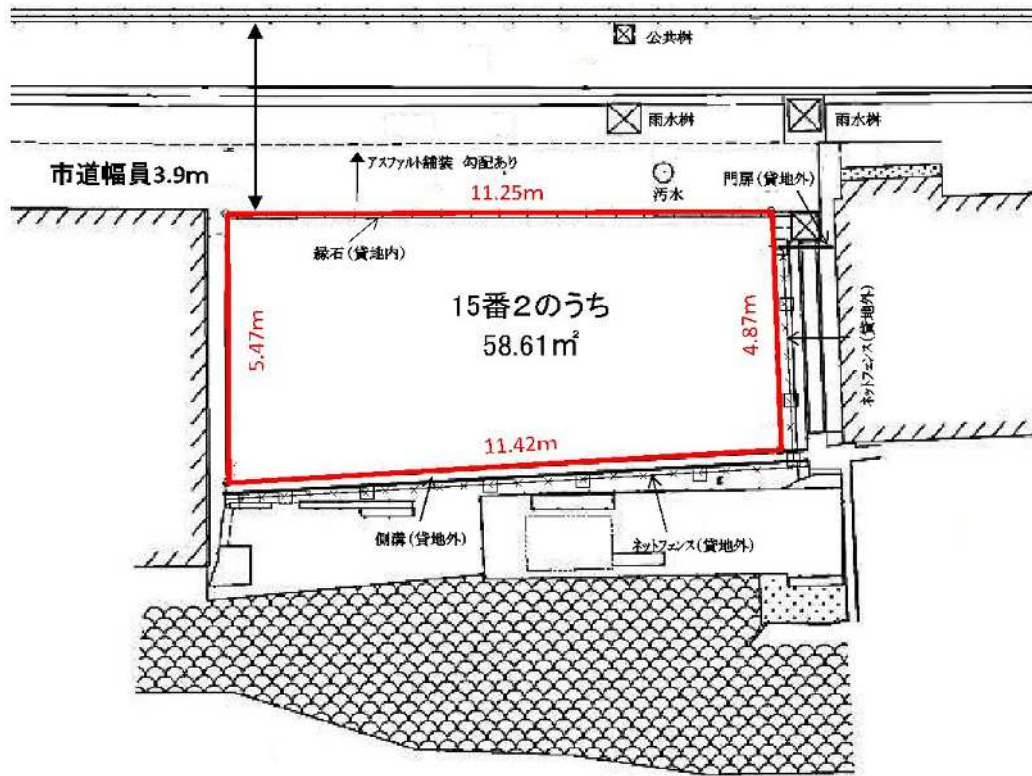 公共桝
雨水桝
雨水桝
市道幅員3.9m
アスファルト舗装 勾配あり
汚水
門扉(貸地外)
11.25m
縁石(貸地内)
15番2のうち
58.61㎡
5.47m
4.87m
ネットフェンス(貸地外)
11.42m
側溝(貸地外)
ネットフェンス(貸地外)